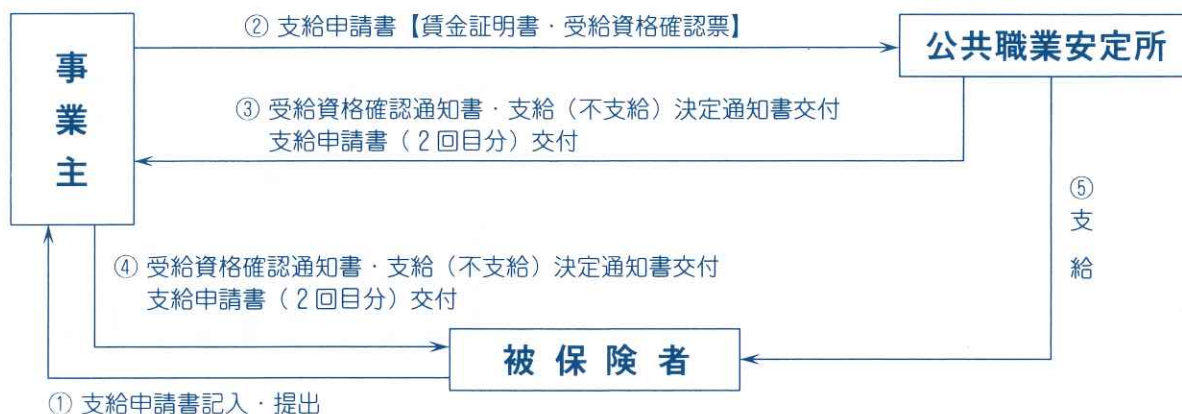 ② 支給申請書【賃金証明書・受給資格確認票】
公共職業安定所
事業主
③ 受給資格確認通知書・支給（不支給）決定通知書交付
支給申請書（２回目分）交付
⑤支給
④ 受給資格確認通知書・支給（不支給）決定通知書交付
支給申請書（２回目分）交付
被保険者
① 支給申請書記入・提出